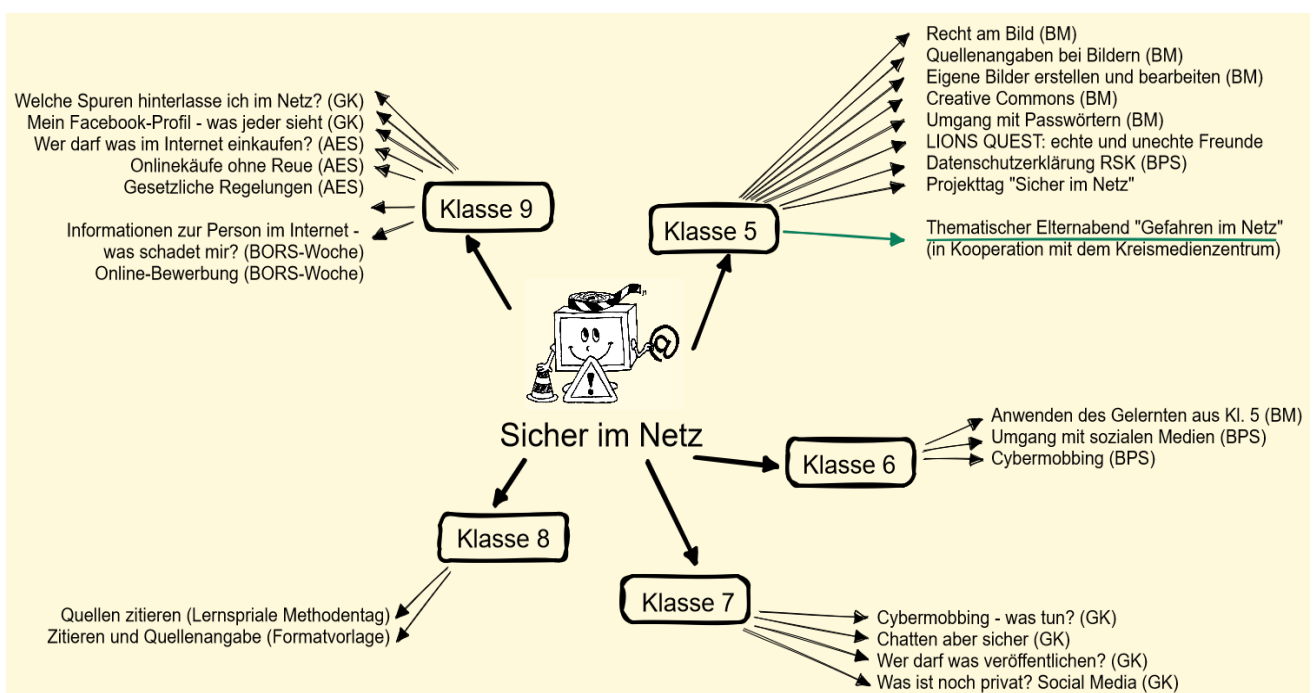 Recht am Bild (BM)
Quellenangaben bei Bildern (BM)
Eigene Bilder erstellen und bearbeiten (BM)
Creative Commons (BM)
Umgang mit Passwörtern (BM)
LIONS QUEST: echte und unechte Freunde
Datenschutzerklärung RSK (BPS)
Projekttag "Sicher im Netz"
Klasse 5
Thematischer Elternabend "Gefahren im Netz"
(in Kooperation mit dem Kreismedienzentrum)
Welche Spuren hinterlasse ich im Netz? (GK)
Mein Facebook-Profil - was jeder sieht (GK)
Wer darf was im Internet einkaufen? (AES)
Onlinekäufe ohne Reue (AES)
Gesetzliche Regelungen (AES)
Klasse 9
Informationen zur Person im Internet -
was schadet mir? (BORS-Woche)
Online-Bewerbung (BORS-Woche)
@
!
Sicher im Netz
Klasse 6
Anwenden des Gelernten aus Kl. 5 (BM)
Umgang mit sozialen Medien (BPS)
Cybermobbing (BPS)
Klasse 8
Quellen zitieren (Lernspriale Methodentag)
Zitieren und Quellenangabe (Formatvorlage)
Klasse 7
Cybermobbing - was tun? (GK)
Chatten aber sicher (GK)
Wer darf was veröffentlichen? (GK)
Was ist noch privat? Social Media (GK)